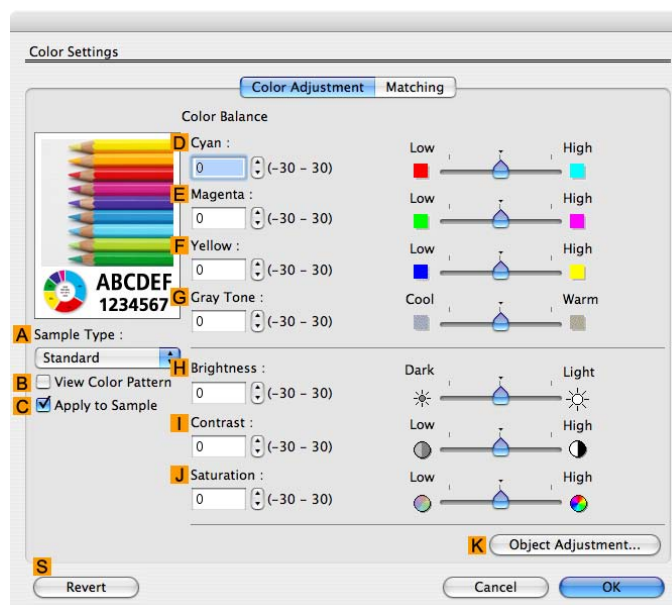 Color Settings
Color Adjustment Matching
Color Balance
D Cyan :
0 (-30 – 30)
Low High
E Magenta :
0 (-30 – 30)
Low High
F Yellow :
0 (-30 – 30)
Low High
G Gray Tone :
0 (-30 – 30)
Cool Warm
ABCDEF
1234567
A Sample Type :
Standard
B View Color Pattern
C Apply to Sample
H Brightness :
0 (-30 – 30)
Dark Light
I Contrast :
0 (-30 – 30)
Low High
J Saturation :
0 (-30 – 30)
Low High
K Object Adjustment...
S
Revert Cancel OK